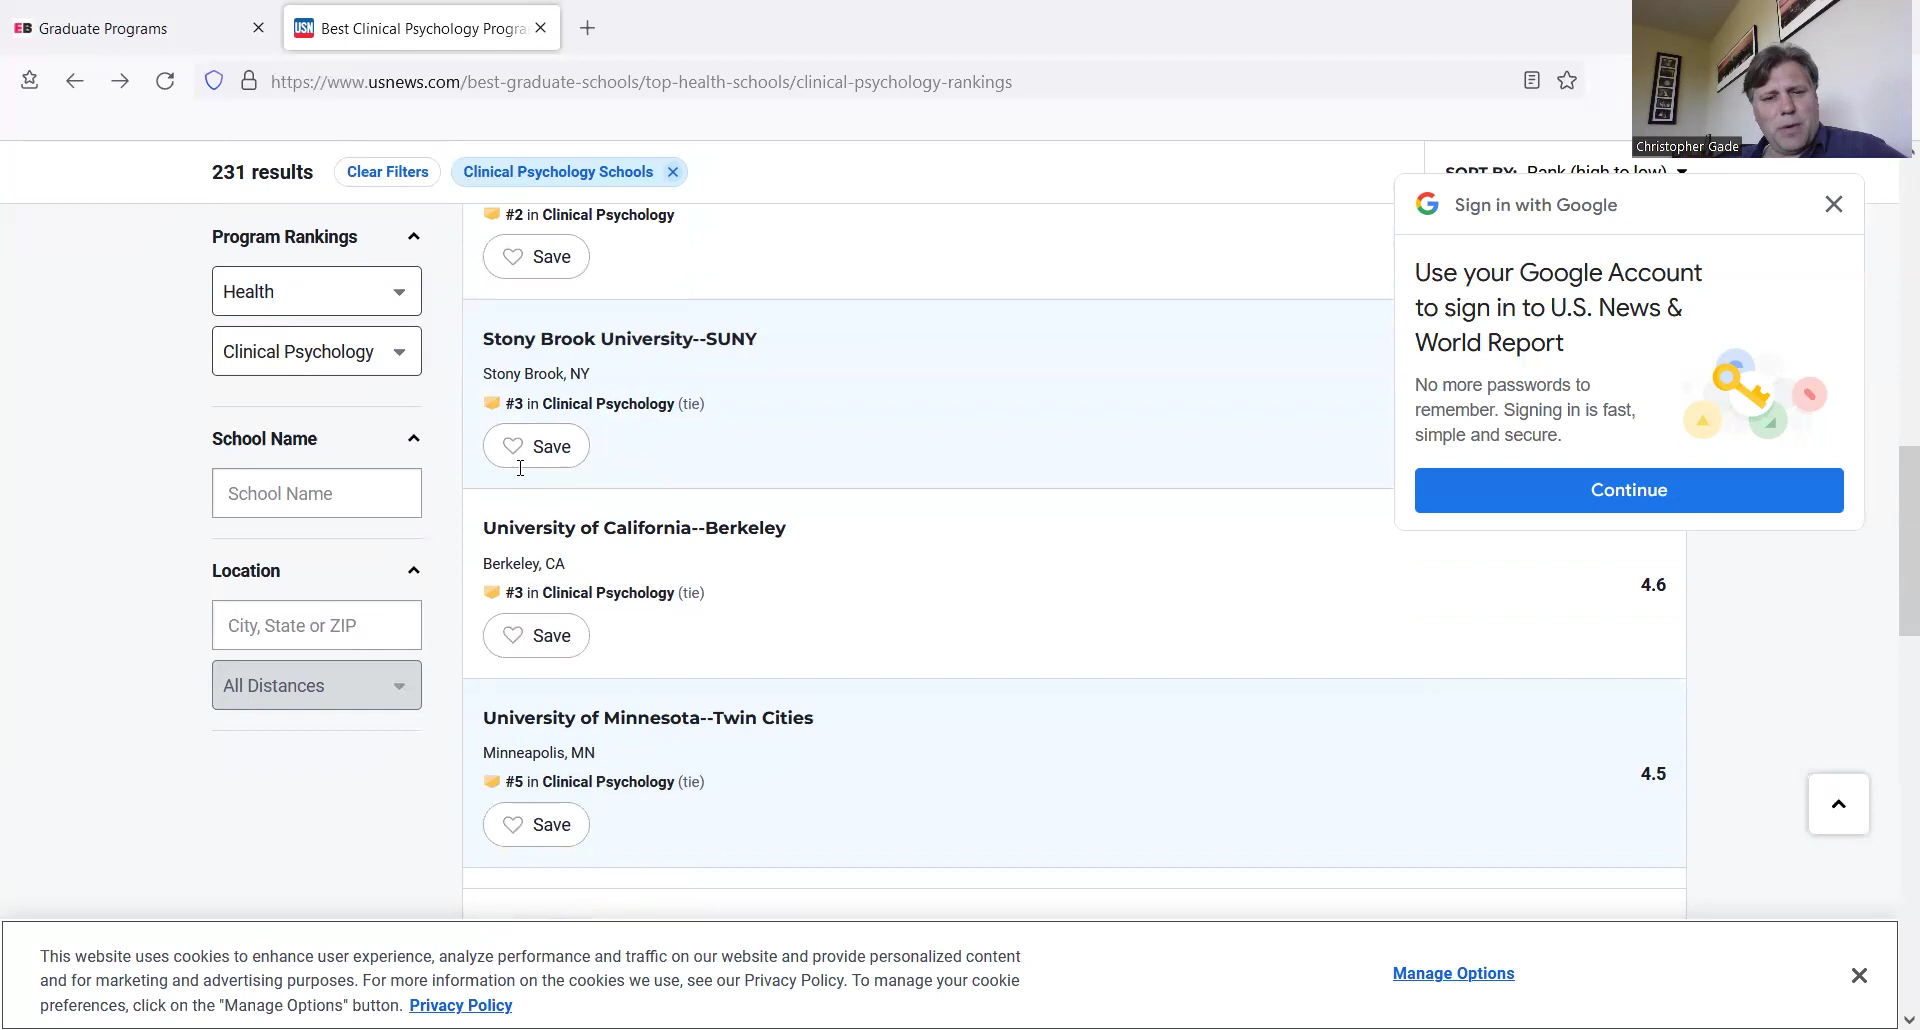 EB Graduate Programs
USN Best Clinical Psychology Progra
https://www.usnews.com/best-graduate-schools/top-health-schools/clinical-psychology-rankings
Christopher Gade
231 results
Clear Filters
Clinical Psychology Schools
SORT BY: Rank (high to low)
Program Rankings
Health
Clinical Psychology
School Name
School Name
Location
City, State or ZIP
All Distances
#2 in Clinical Psychology
Save
Stony Brook University--SUNY
Stony Brook, NY
#3 in Clinical Psychology (tie)
Save
University of California--Berkeley
Berkeley, CA
#3 in Clinical Psychology (tie)
4.6
Save
University of Minnesota--Twin Cities
Minneapolis, MN
#5 in Clinical Psychology (tie)
4.5
Save
Sign in with Google
Use your Google Account
to sign in to U.S. News &
World Report
No more passwords to
remember. Signing in is fast,
simple and secure.
Continue
This website uses cookies to enhance user experience, analyze performance and traffic on our website and provide personalized content
and for marketing and advertising purposes. For more information on the cookies we use, see our Privacy Policy. To manage your cookie
preferences, click on the "Manage Options" button. Privacy Policy
Manage Options